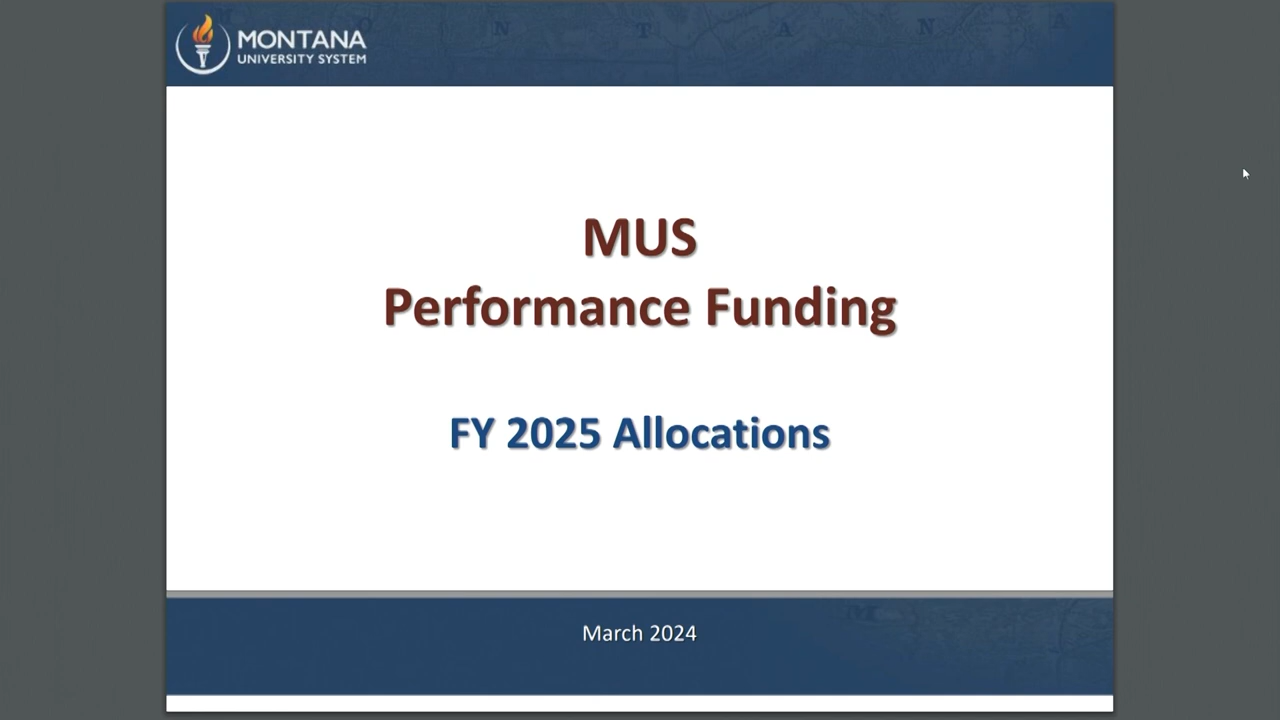 M O N T A N A
MONTANA
UNIVERSITY SYSTEM
MUS
Performance Funding
FY 2025 Allocations
M
March 2024